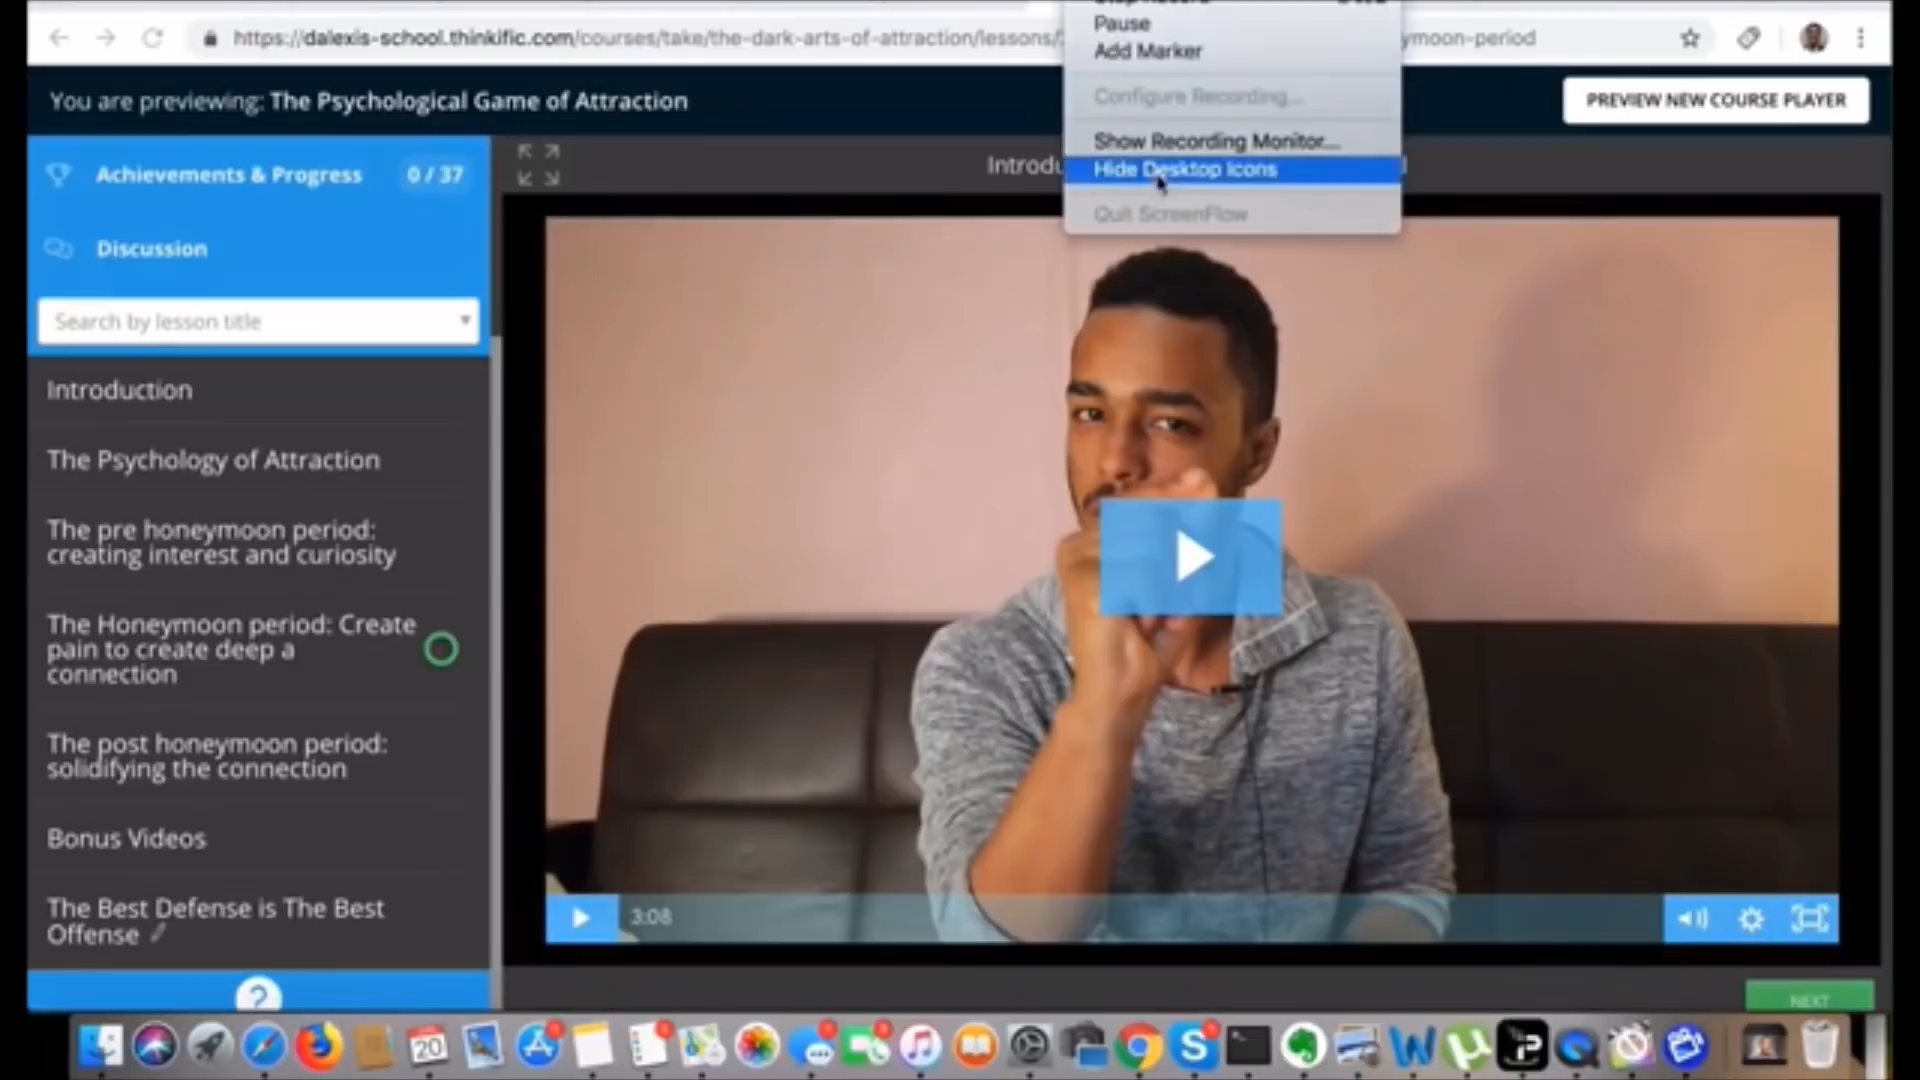 Pause
https://dalexis-school.thinkific.com/courses/take/the-dark-arts-of-attraction/lessons/
ymoon-period
Add Marker
You are previewing: The Psychological Game of Attraction
Configure Recording...
PREVIEW NEW COURSE PLAYER
Show Recording Monitor...
Introdu
Hide Desktop Icons
Quit ScreenFlow
Achievements & Progress 0 / 37
Discussion
Search by lesson title
Introduction
The Psychology of Attraction
The pre honeymoon period:
creating interest and curiosity
The Honeymoon period: Create
pain to create deep a
connection
The post honeymoon period:
solidifying the connection
Bonus Videos
The Best Defense is The Best
Offense
3:08
?
NEXT
20